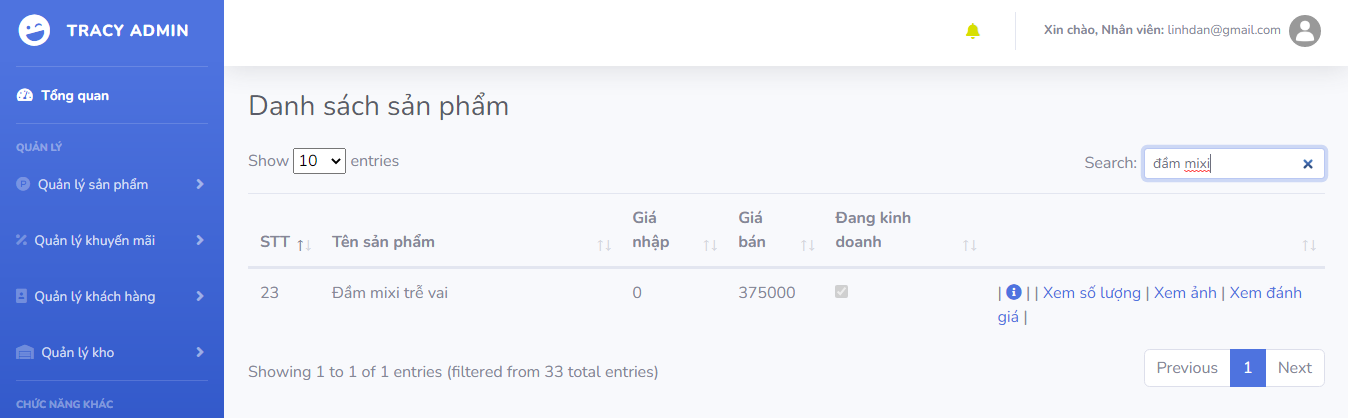 TRACY ADMIN
Xin chào, Nhân viên: linhdan@gmail.com
Tổng quan
QUẢN LÝ
Quản lý sản phẩm
Quản lý khuyến mãi
Quản lý khách hàng
Quản lý kho
CHỨC NĂNG KHÁC
Danh sách sản phẩm
Show 10 entries
Search: đầm mixi
STT Tên sản phẩm Giá nhập Giá bán Đang kinh doanh
23 Đầm mixi trễ vai 0 375000 | | | Xem số lượng | Xem ảnh | Xem đánh
giá |
Showing 1 to 1 of 1 entries (filtered from 33 total entries)
Previous 1 Next